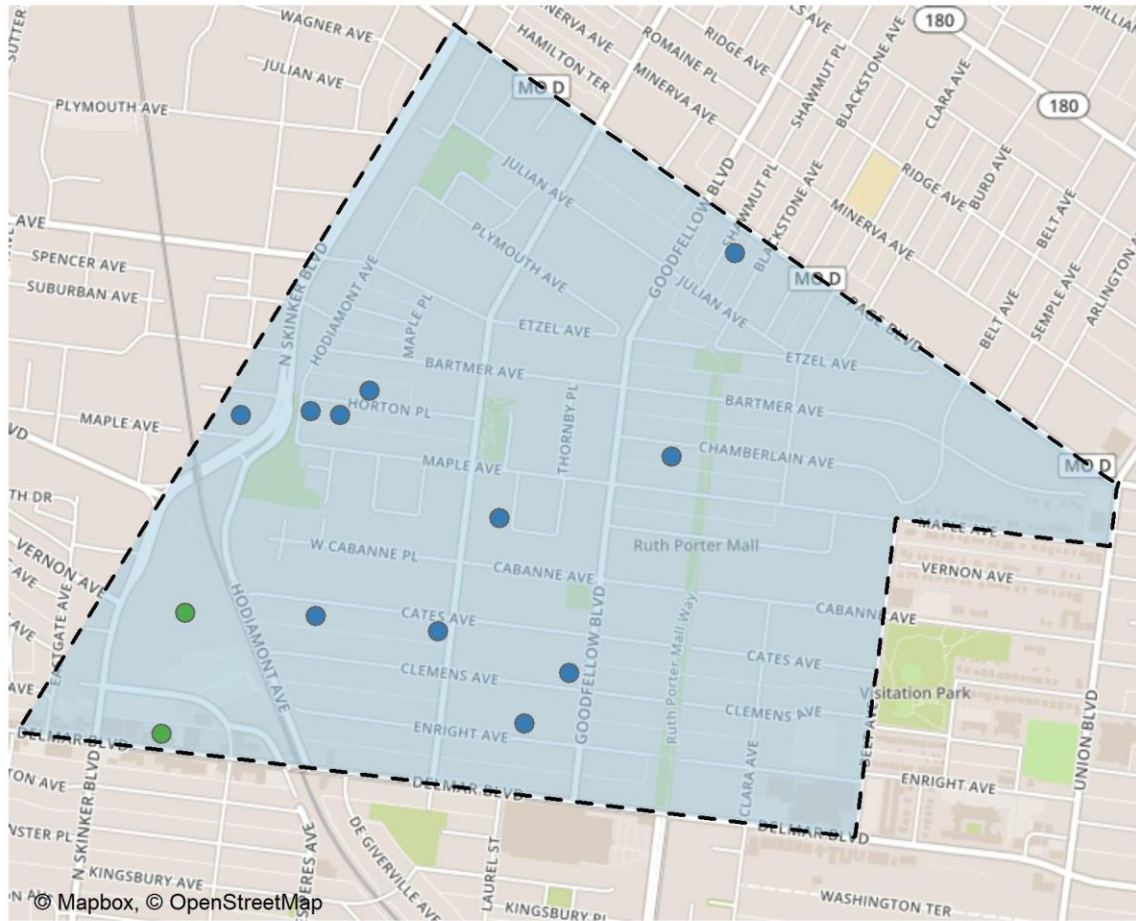 WAGNER AVE
HAMILTON TER
MINERVA AVE
180
JULIAN AVE
ROMAINE PL
RIDGE AVE
SHAWMUT PL
BLACKSTONE AVE
CLARA AVE
MO D
180
PLYMOUTH AVE
MINERVA AVE
RIDGE AVE
BURD AVE
BELT AVE
JULIAN AVE
GOODFELLOW BLVD
SHAWMUT PL
BLACKSTONE AVE
MINERVA AVE
ARLINGTON
SPENCER AVE
SUBURBAN AVE
N SKINKER BLVD
HODIAMONT AVE
PLYMOUTH AVE
MO D
PAGE BLVD
SEMPLE AVE
BELT AVE
MAPLE PL
ETZEL AVE
JULIAN AVE
ETZEL AVE
BARTMER AVE
BARTMER AVE
MAPLE AVE
HORTON PL
THORNBY PL
CHAMBERLAIN AVE
MAPLE AVE
MO D
TH DR
VERNON AVE
W CABANNE PL
CABANNE AVE
Ruth Porter Mall
MAPLE AVE
VERNON AVE
EASTGATE AVE
HODIAMONT AVE
CATES AVE
GOODFELLOW BLVD
CABANNE AVE
CLEMENS AVE
Ruth Porter Mall Way
CATES AVE
CLEMENS AVE
Visitation Park
ENRIGHT AVE
CLARA AVE
ENRIGHT AVE
UNION BLVD
DELMAR BLVD
DELMAR BLVD
DELMAR BLVD
N SKINKER BLVD
DE GIVERVILLE AVE
LAUREL ST
KINGSBURY AVE
KINGSBURY PL
WASHINGTON TER
© Mapbox, © OpenStreetMap